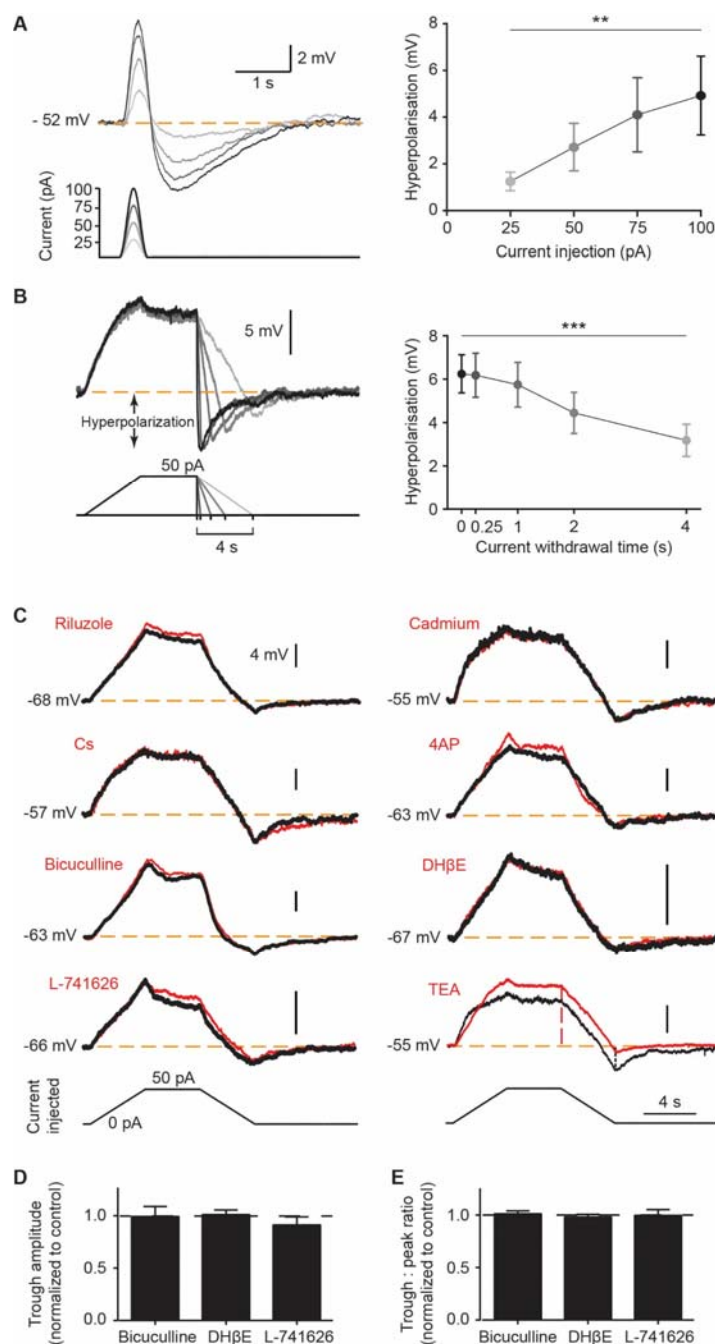 A
2 mV
1 s
- 52 mV
Current (pA)
100
75
50
25
Hyperpolarisation (mV)
8
6
4
2
0
**
0 25 50 75 100
Current injection (pA)
B
5 mV
Hyperpolarization
50 pA
4 s
Hyperpolarisation (mV)
8
6
4
2
0
***
0 0.25 1 2 4
Current withdrawal time (s)
C
Riluzole
4 mV
-68 mV
Cadmium
-55 mV
Cs
-57 mV
4AP
-63 mV
Bicuculline
-63 mV
DHβE
-67 mV
L-741626
-66 mV
TEA
-55 mV
Current injected
50 pA
0 pA
4 s
D
Trough amplitude
(normalized to control)
1.0
0.5
0.0
Bicuculline DHβE L-741626
E
Trough : peak ratio
(normalized to control)
1.0
0.5
0.0
Bicuculline DHβE L-741626